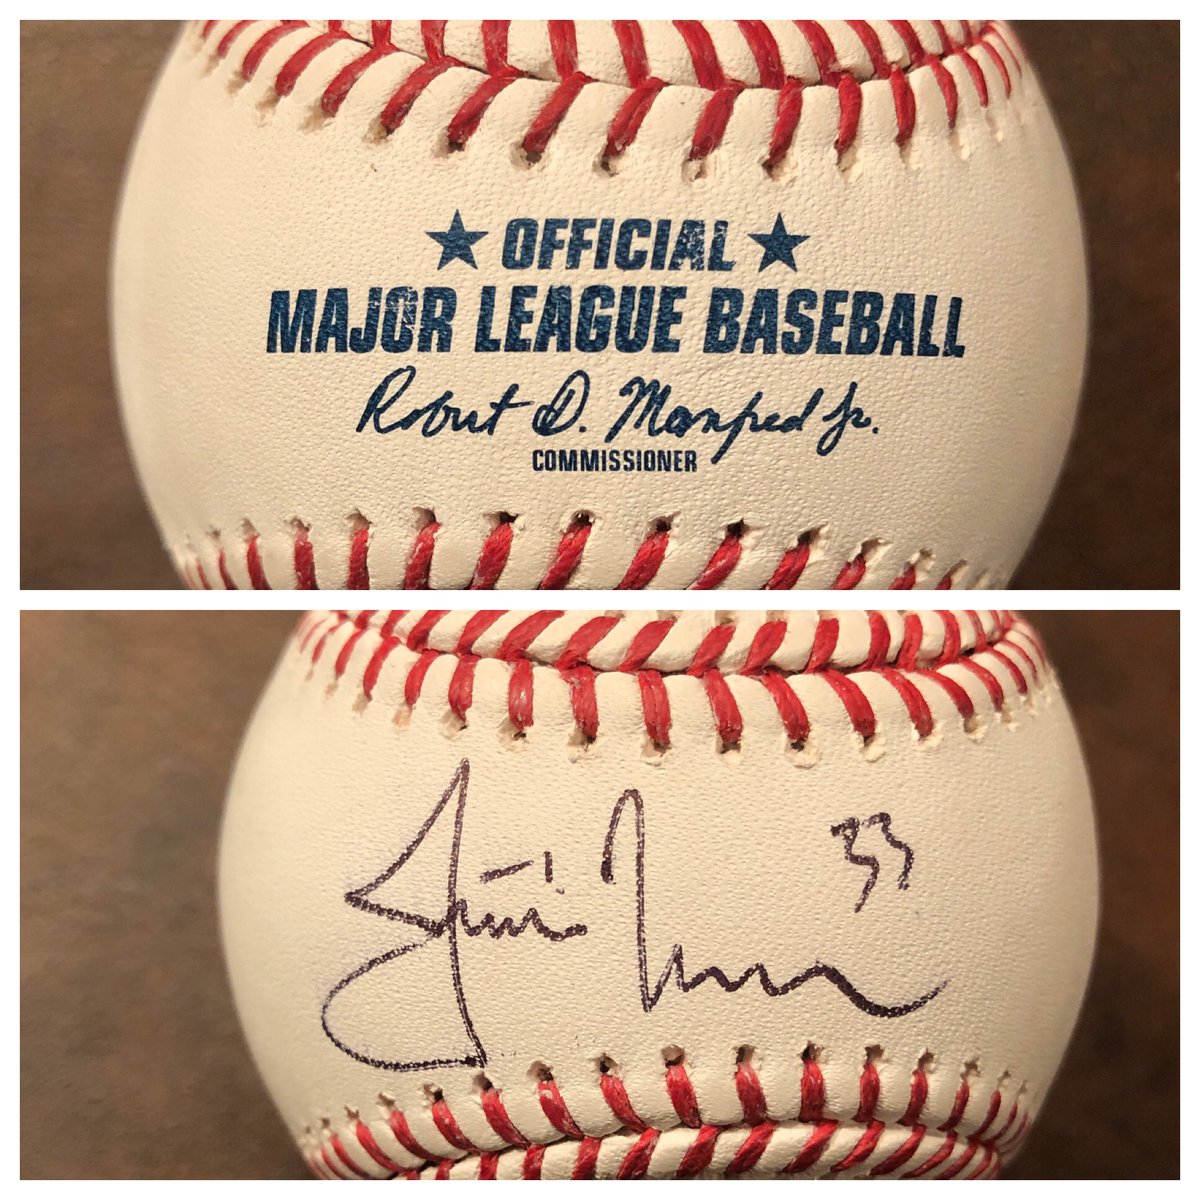 ★ OFFICIAL ★
MAJOR LEAGUE BASEBALL
Robert D. Manfred Jr.
COMMISSIONER
33